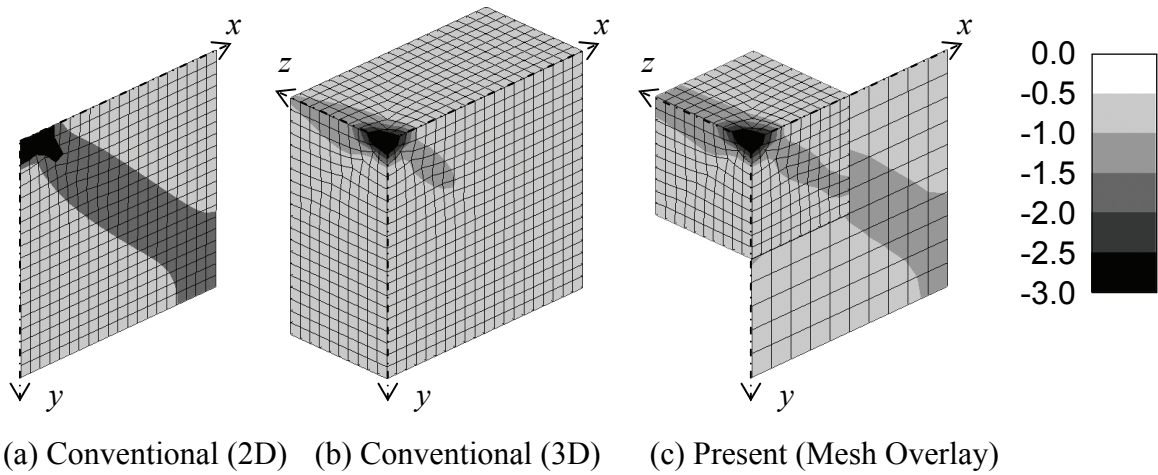 x
y
z
x
y
z
x
y
0.0
-0.5
-1.0
-1.5
-2.0
-2.5
-3.0
(a) Conventional (2D) (b) Conventional (3D) (c) Present (Mesh Overlay)